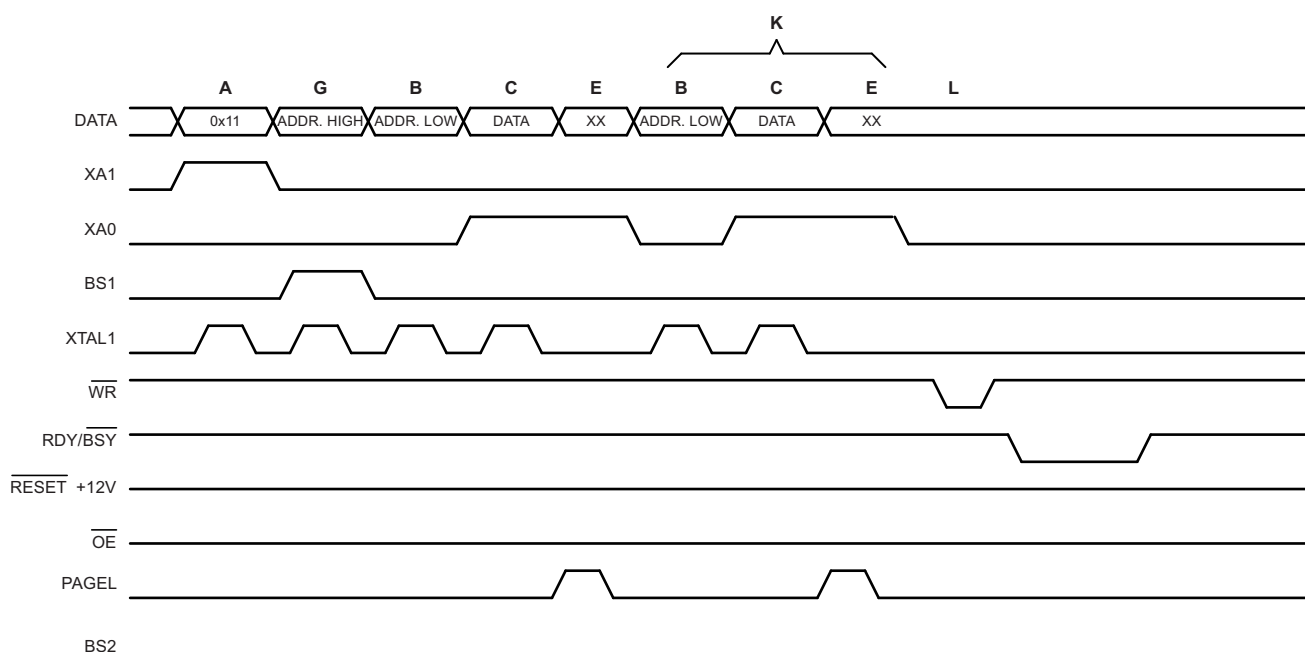 K
A G B C E B C E L
DATA 0x11 ADDR. HIGH ADDR. LOW DATA XX ADDR. LOW DATA XX
XA1
XA0
BS1
XTAL1
WR
RDY/BSY
RESET +12V
OE
PAGEL
BS2